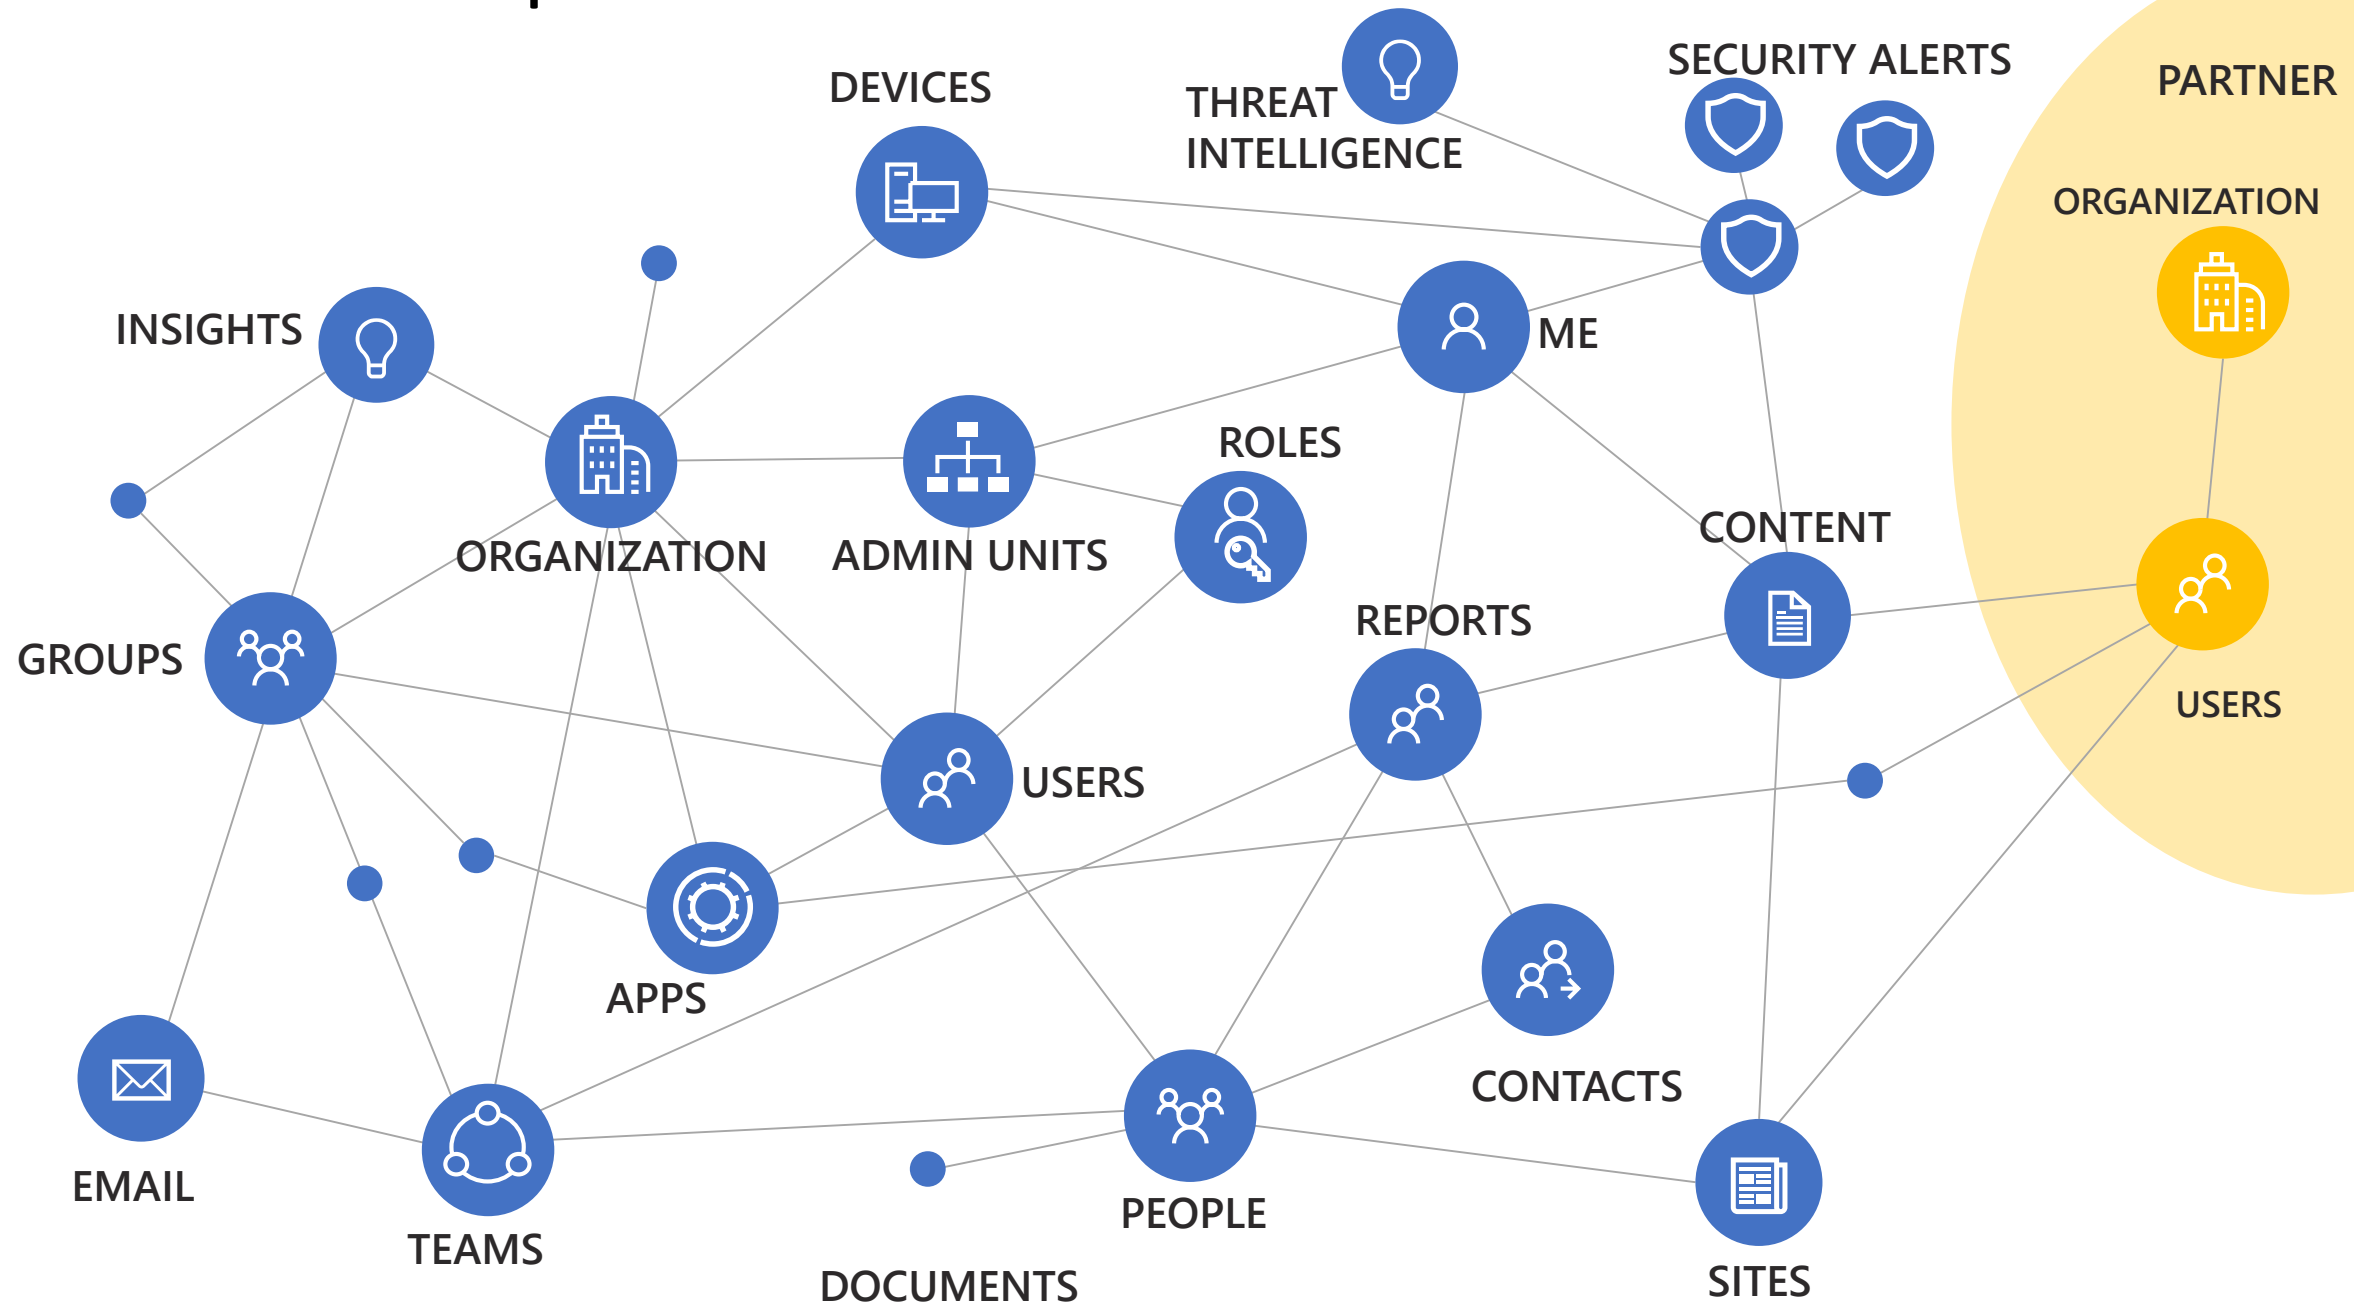 SECURITY ALERTS
DEVICES
THREAT
INTELLIGENCE
PARTNER
ORGANIZATION
INSIGHTS
ME
ROLES
ORGANIZATION
ADMIN UNITS
CONTENT
REPORTS
GROUPS
USERS
USERS
APPS
CONTACTS
EMAIL
TEAMS
PEOPLE
DOCUMENTS
SITES